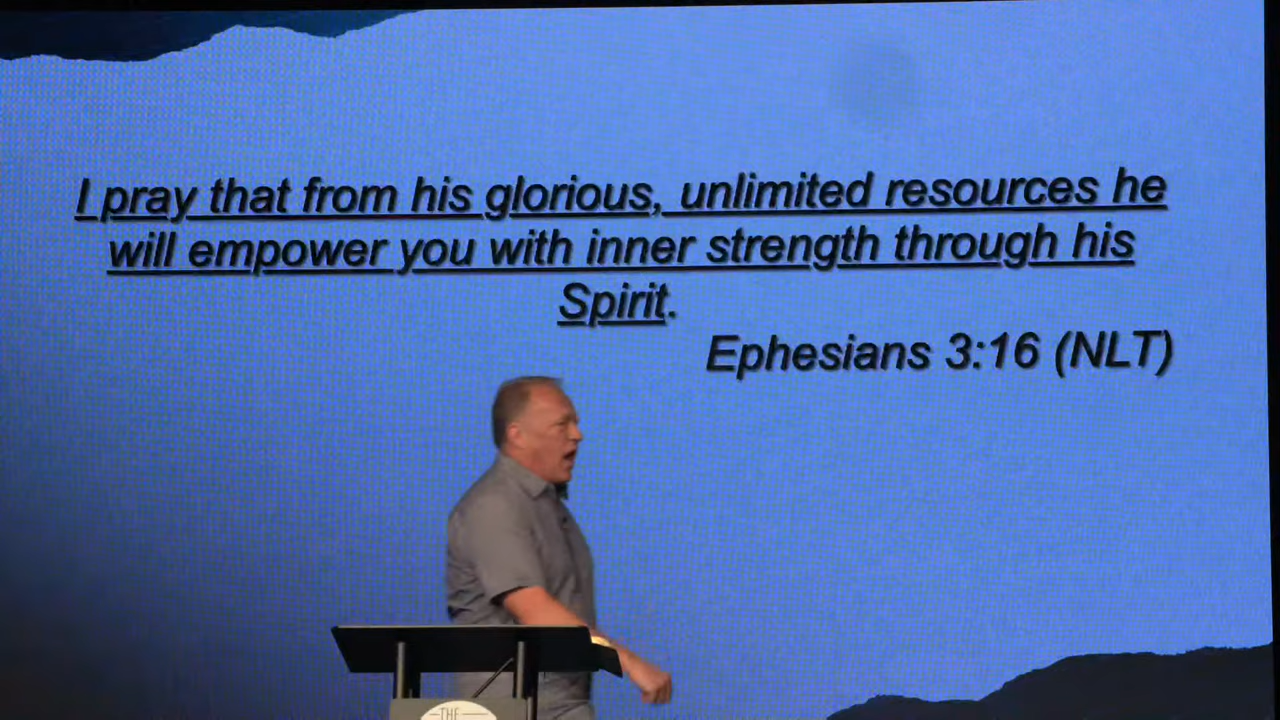 I pray that from his glorious, unlimited resources he
will empower you with inner strength through his
Spirit.
Ephesians 3:16 (NLT)
THE